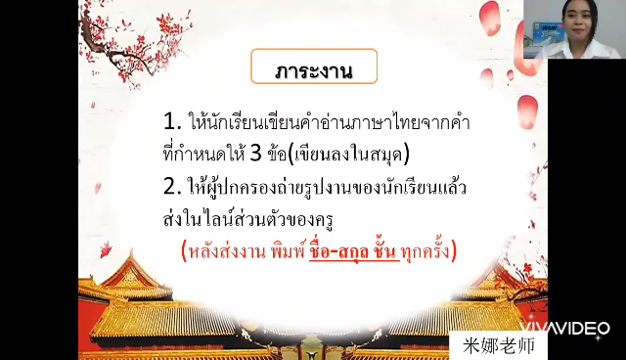 ภาระงาน
1. ให้นักเรียนเขียนคำอ่านภาษาไทยจากคำ
ที่กำหนดให้ 3 ข้อ(เขียนลงในสมุด)
2. ให้ผู้ปกครองถ่ายรูปงานของนักเรียนแล้ว
ส่งในไลน์ส่วนตัวของครู
(หลังส่งงาน พิมพ์ ชื่อ-สกุล ชั้น ทุกครั้ง)
米娜老师
VIVAVIDEO